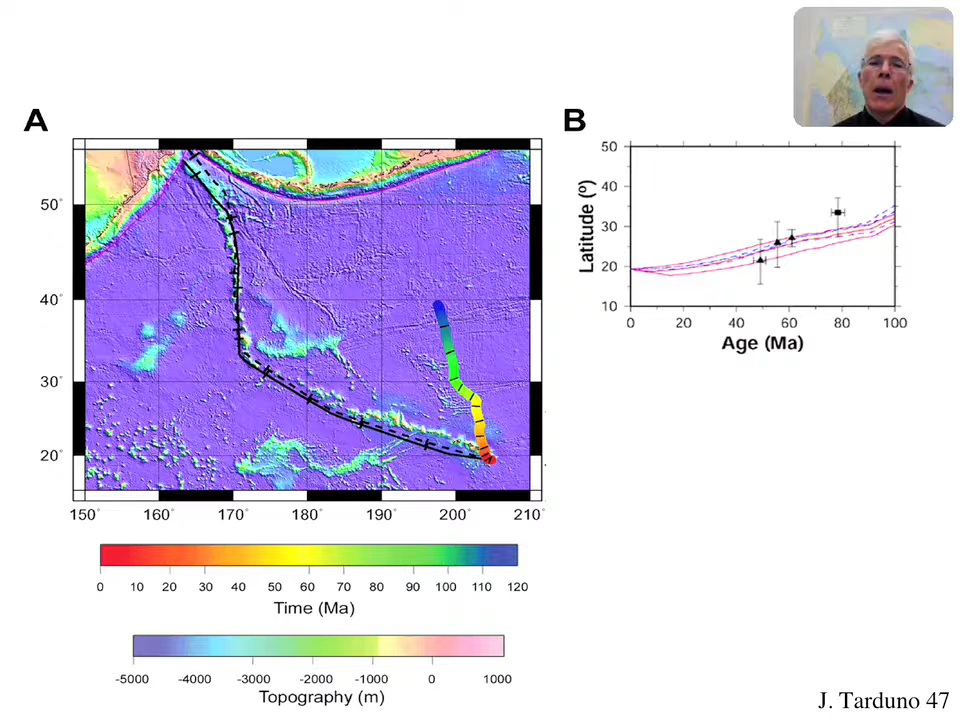 A
50°
40°
30°
20°
150° 160° 170° 180° 190° 200° 210°
0 10 20 30 40 50 60 70 80 90 100 110 120
Time (Ma)
-5000 -4000 -3000 -2000 -1000 0 1000
Topography (m)
B
50
40
30
20
10
Latitude (º)
0 20 40 60 80 100
Age (Ma)
J. Tarduno 47